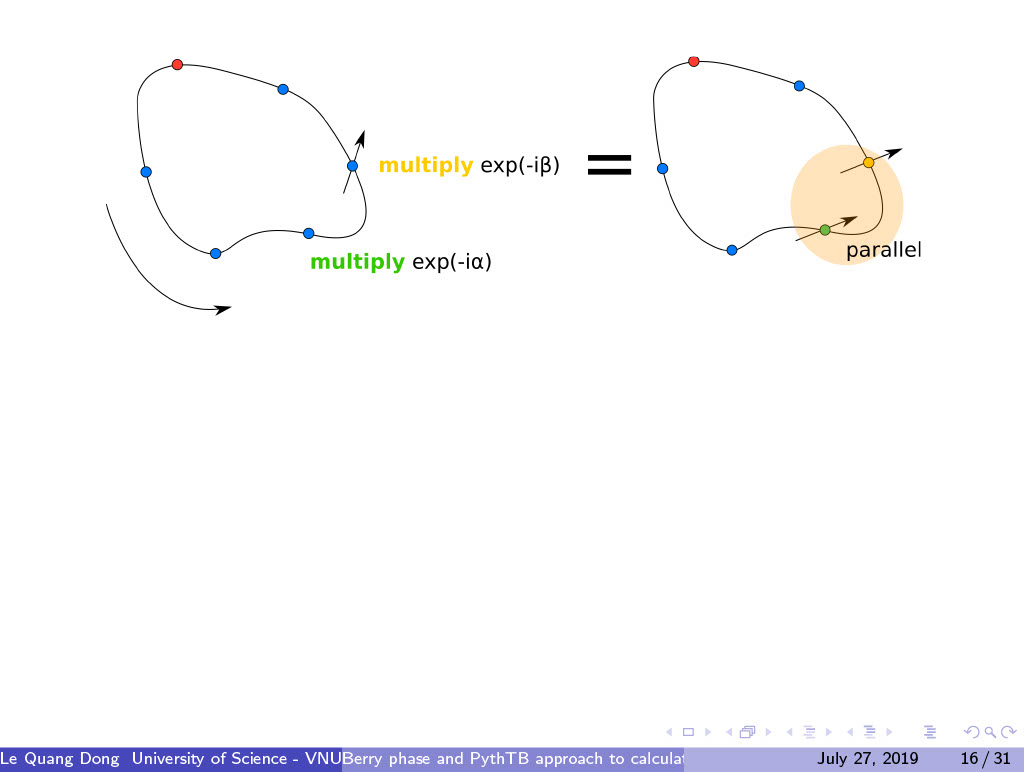 multiply exp(-iβ)
multiply exp(-iα)
parallel
Le Quang Dong University of Science - VNU Berry phase and PythTB approach to calculat July 27, 2019 16 / 31